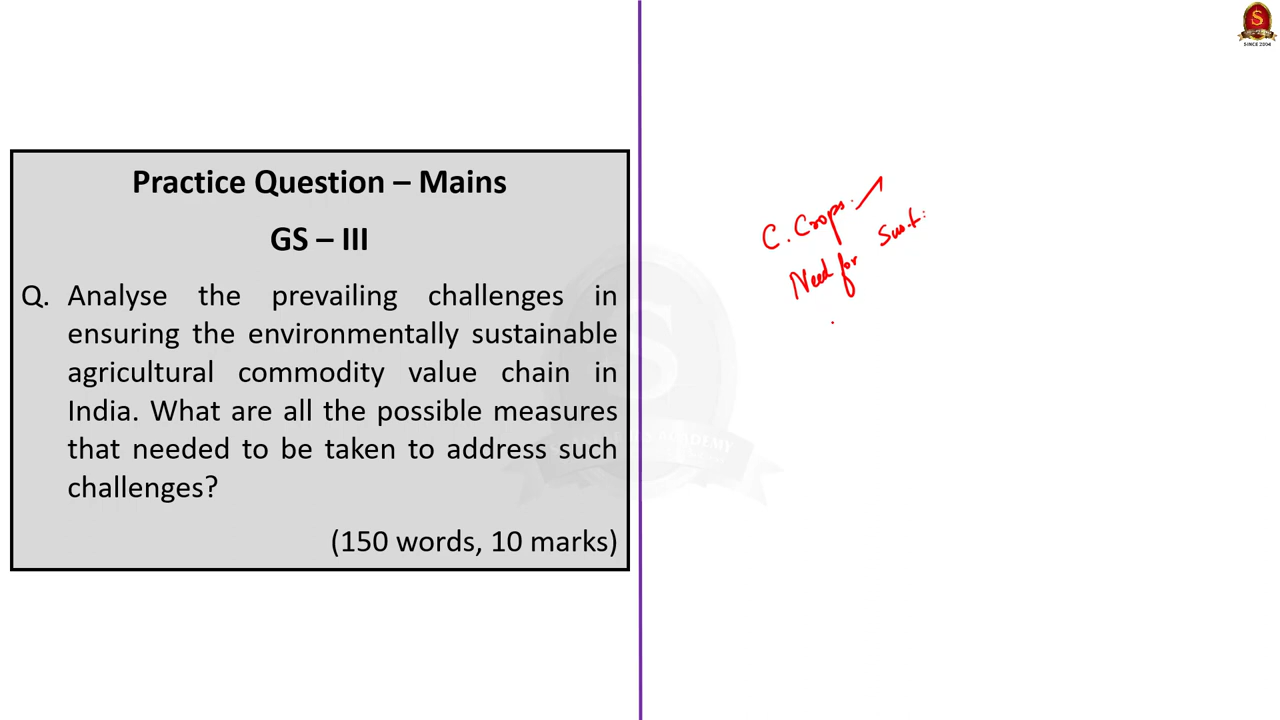 Practice Question – Mains
GS – III
Q. Analyse the prevailing challenges in
ensuring the environmentally sustainable
agricultural commodity value chain in
India. What are all the possible measures
that needed to be taken to address such
challenges?
(150 words, 10 marks)
C. Crops.
Need for Sust:
S
SINCE 2004